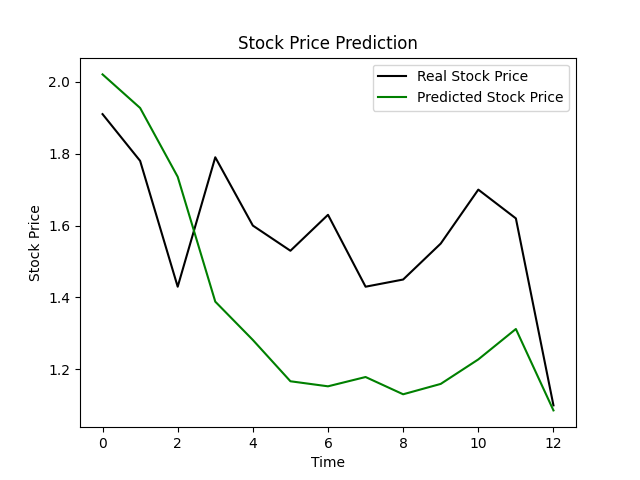 Stock Price Prediction
Real Stock Price
Predicted Stock Price
Stock Price
2.0
1.8
1.6
1.4
1.2
0 2 4 6 8 10 12
Time